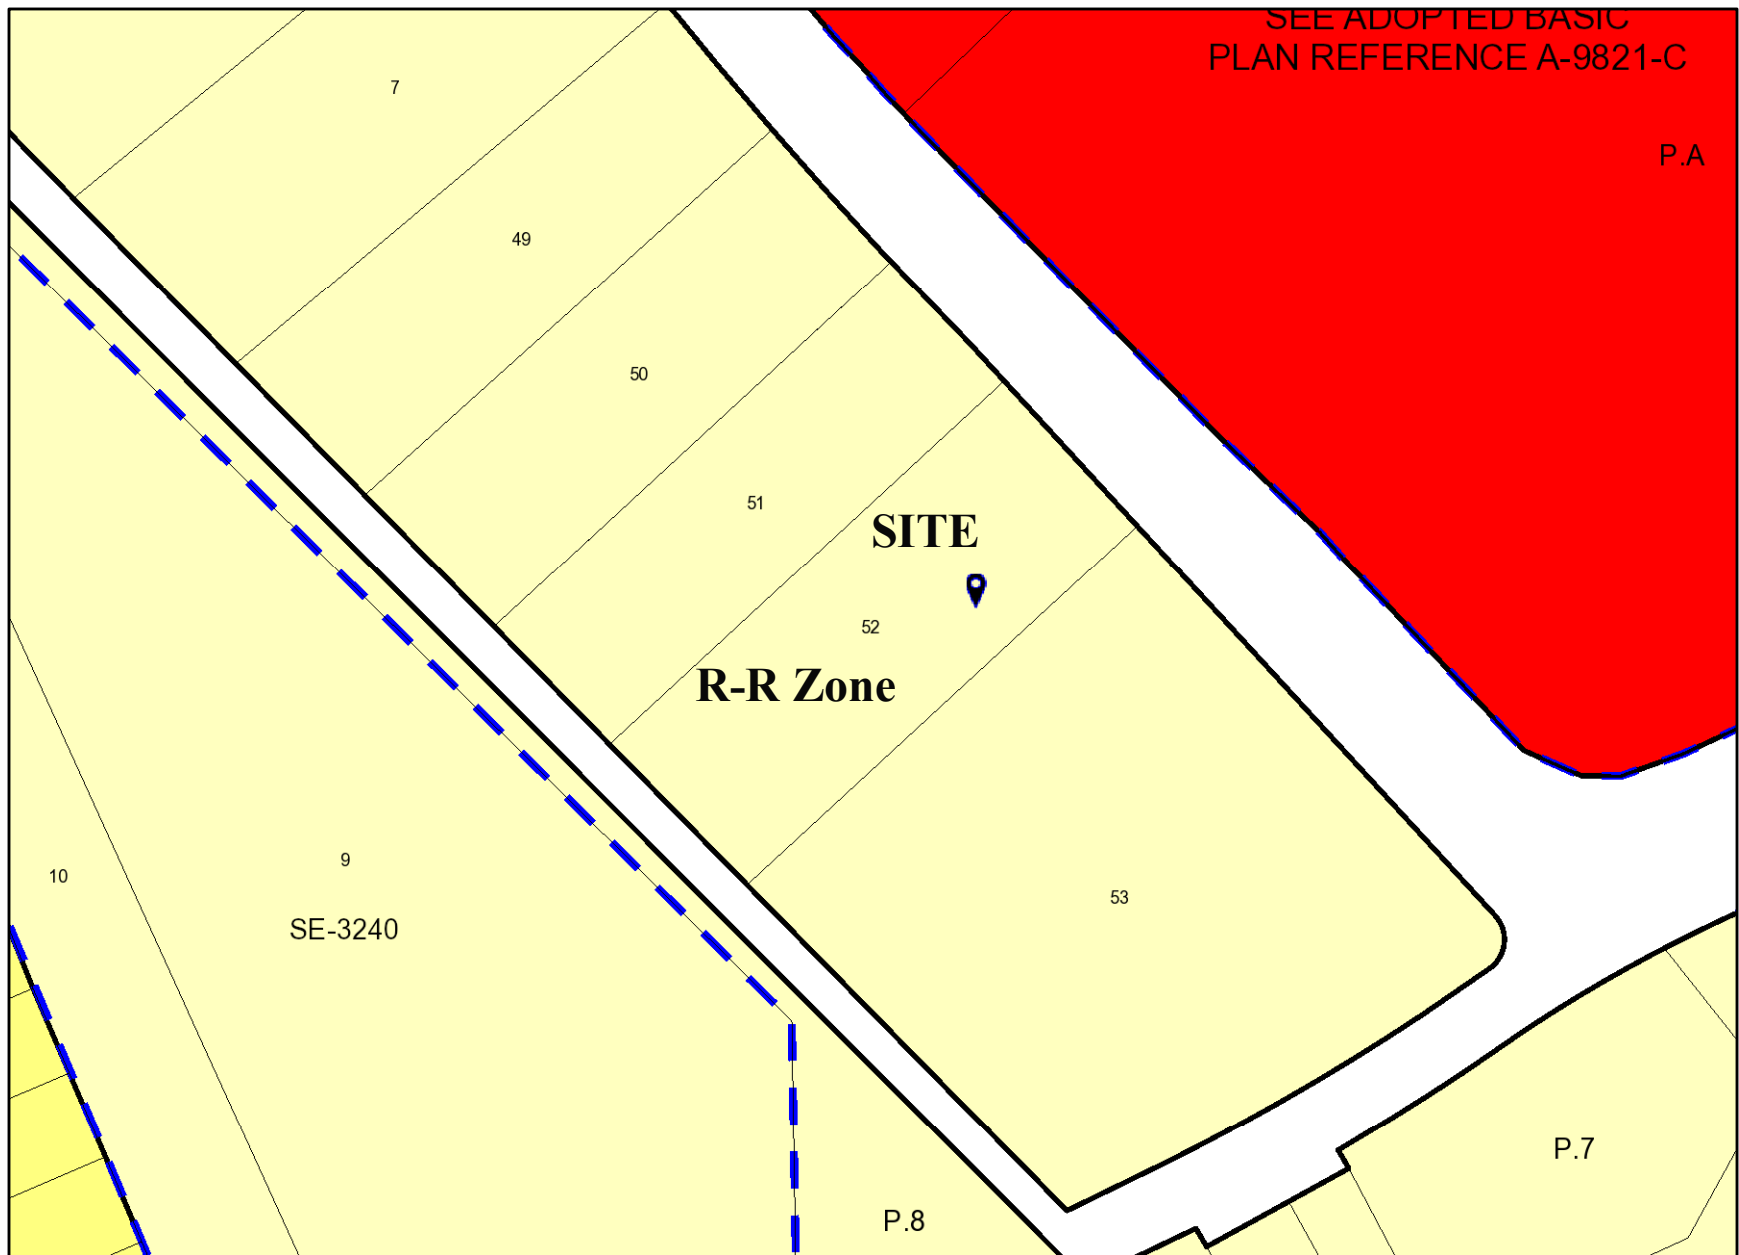 SEE ADOPTED BASIC
PLAN REFERENCE A-9821-C
7
P.A
49
50
51
SITE
52
R-R Zone
9
10
53
SE-3240
P.7
P.8